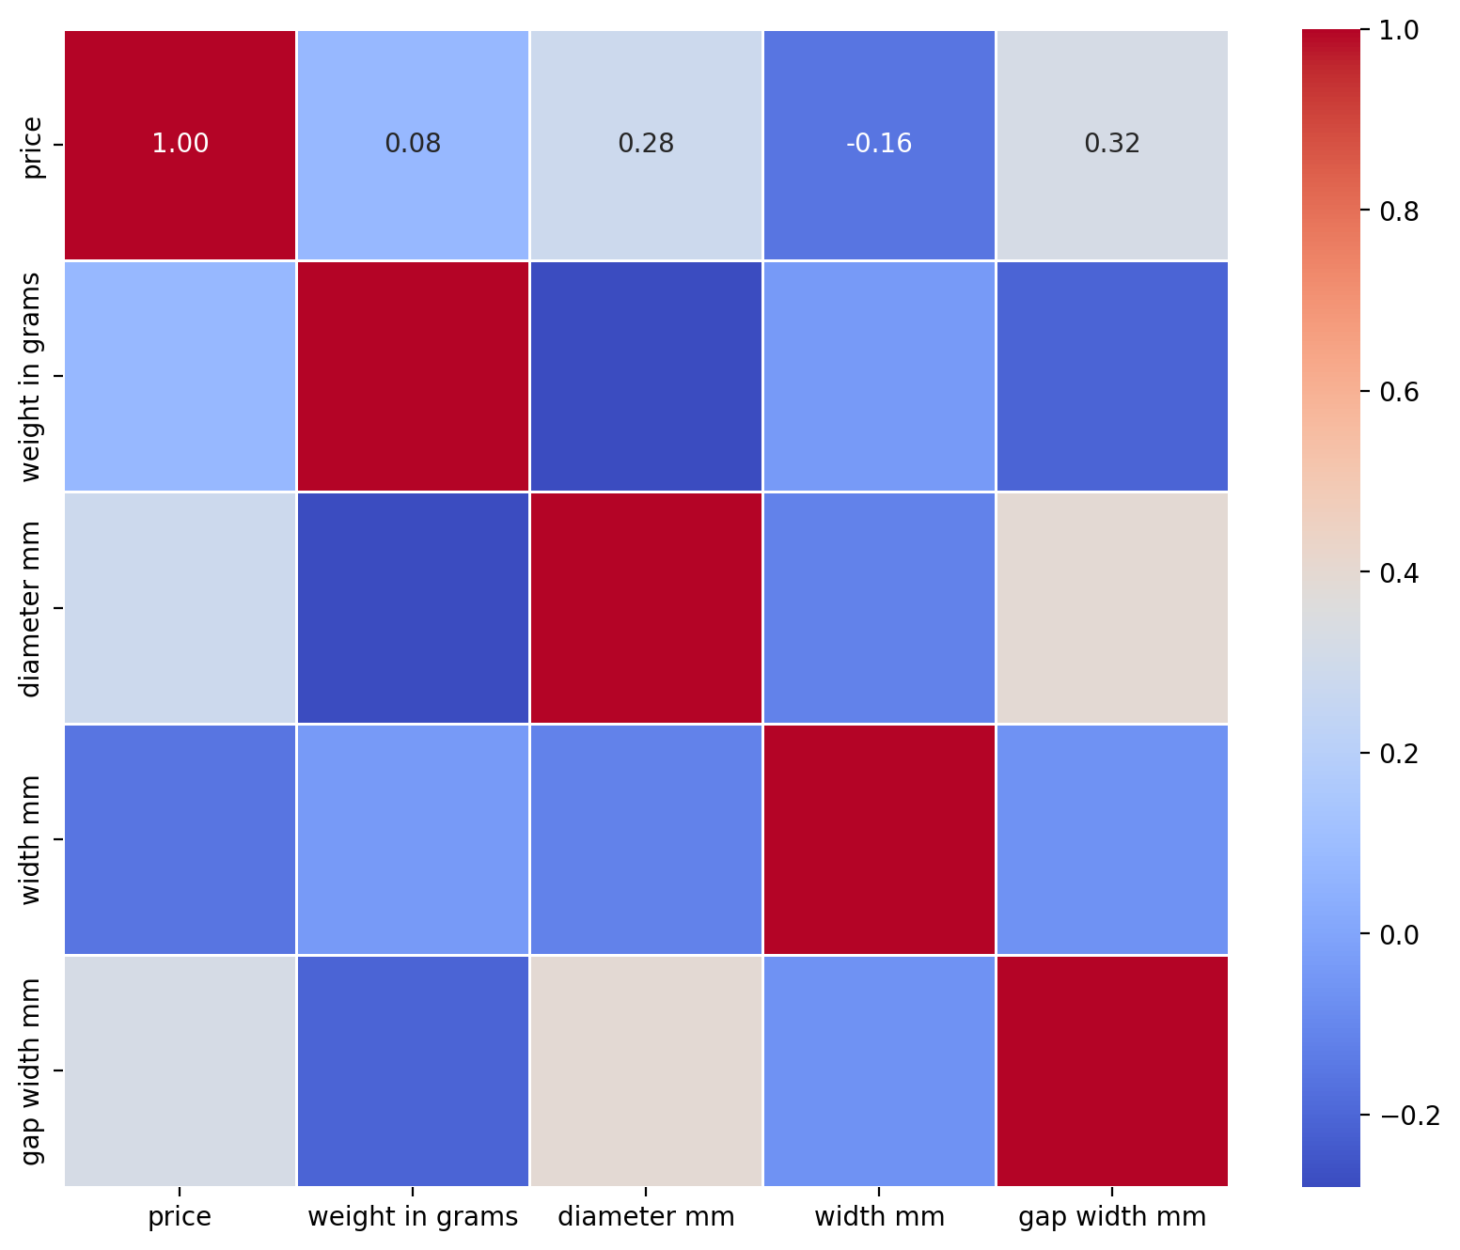 1.0
price
1.00 0.08 0.28 -0.16 0.32
0.8
weight in grams
0.6
diameter mm
0.4
0.2
width mm
0.0
gap width mm
−0.2
price weight in grams diameter mm width mm gap width mm